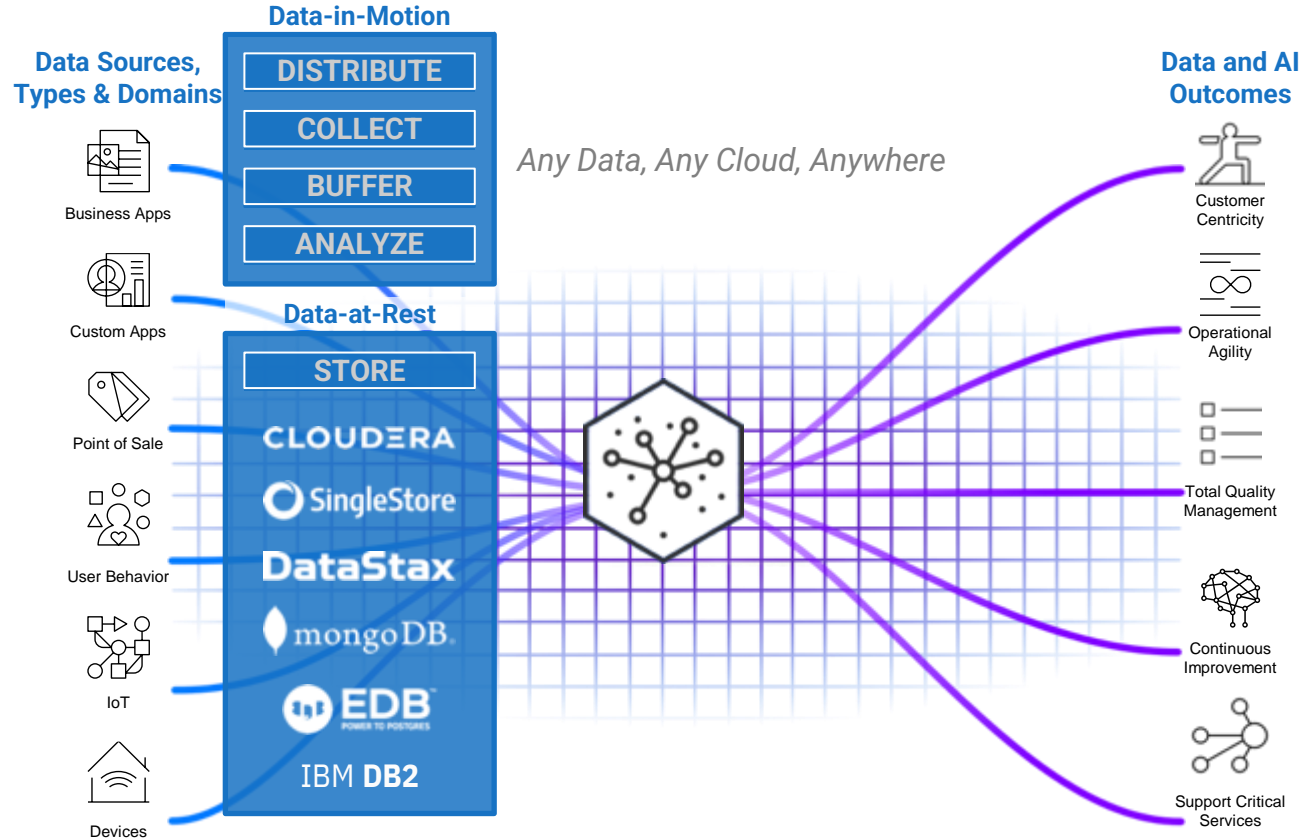 Data-in-Motion
Data Sources,
Types & Domains
DISTRIBUTE
COLLECT
BUFFER
ANALYZE
Any Data, Any Cloud, Anywhere
Data and AI
Outcomes
Business Apps
Custom Apps
Point of Sale
User Behavior
IoT
Devices
Data-at-Rest
STORE
CLOUDERA
SingleStore
DataStax
mongoDB.
EDB™
POWER TO POSTGRES
IBM DB2
Customer
Centricity
Operational
Agility
Total Quality
Management
Continuous
Improvement
Support Critical
Services